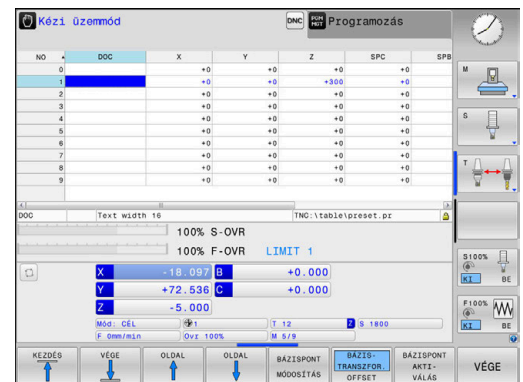 Kézi üzemmód DNC PGM MGT Programozás
NO DOC X Y Z SPC SPB
0 +0 +0 +0 +0
1 +0 +0 +300 +0
2 +0 +0 +0 +0
3 +0 +0 +0 +0
4 +0 +0 +0 +0
5 +0 +0 +0 +0
6 +0 +0 +0 +0
7 +0 +0 +0 +0
8 +0 +0 +0 +0
9 +0 +0 +0 +0
DOC Text width 16 TNC:\table\preset.pr
100% S-OVR
100% F-OVR LIMIT 1
X -18.097 B +0.000
Y +72.536 C +0.000
Z -5.000
Mód: CÉL 1 T 12 Z S 1800
F 0mm/min Ovr 100% M 5/9
M
S
T
S100%
KI BE
F100%
KI BE
KEZDÉS
VÉGE
OLDAL
OLDAL
BÁZISPONT
MÓDOSÍTÁS
BÁZIS-
TRANSZFOR.
OFFSET
BÁZISPONT
AKTI-
VÁLÁS
VÉGE